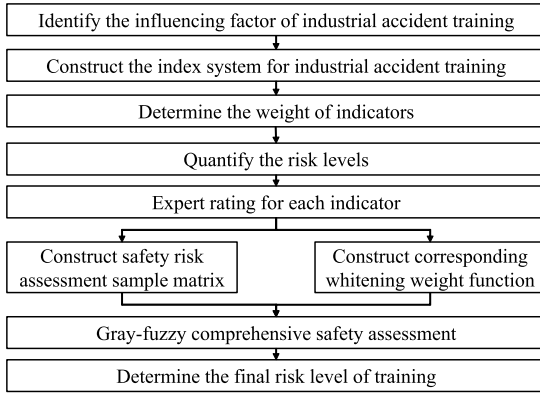 Identify the influencing factor of industrial accident training
Construct the index system for industrial accident training
Determine the weight of indicators
Quantify the risk levels
Expert rating for each indicator
Construct safety risk
assessment sample matrix
Construct corresponding
whitening weight function
Gray-fuzzy comprehensive safety assessment
Determine the final risk level of training